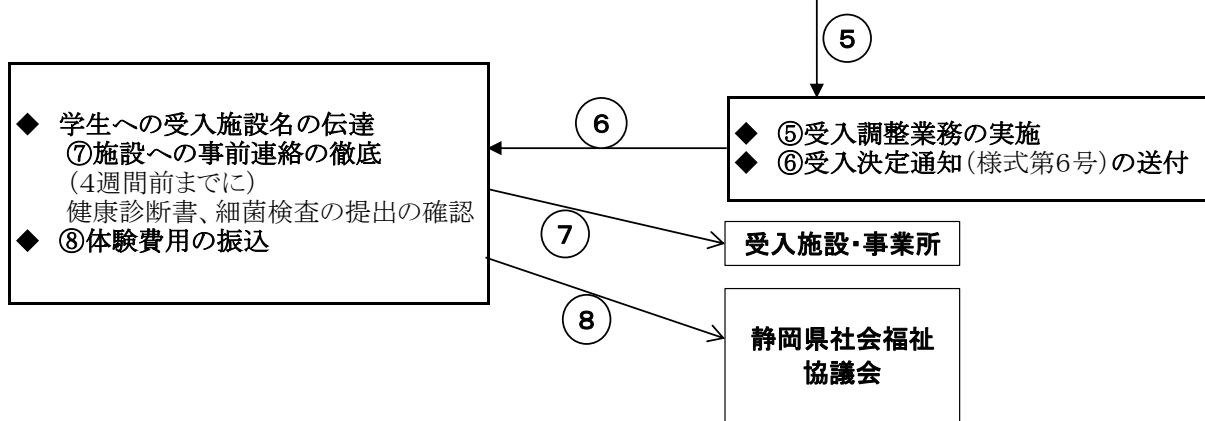 ⑤
◆ 学生への受入施設名の伝達
⑦施設への事前連絡の徹底
(4週間前までに)
健康診断書、細菌検査の提出の確認
◆ ⑧体験費用の振込
⑥
◆ ⑤受入調整業務の実施
◆ ⑥受入決定通知(様式第6号)の送付
⑦
受入施設・事業所
⑧
静岡県社会福祉
協議会